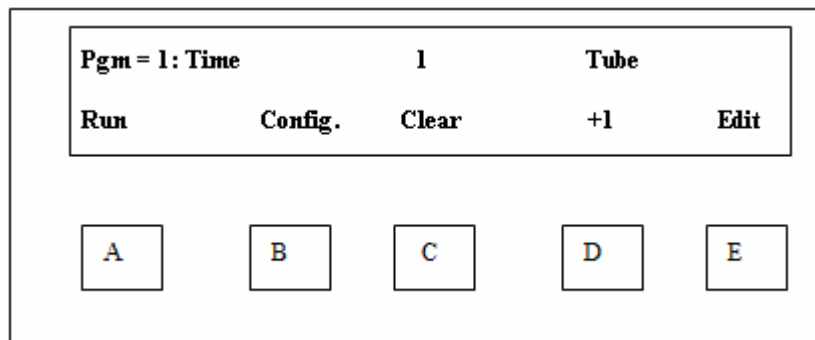 Pgm = 1: Time 1 Tube
Run Config. Clear +1 Edit
A B C D E